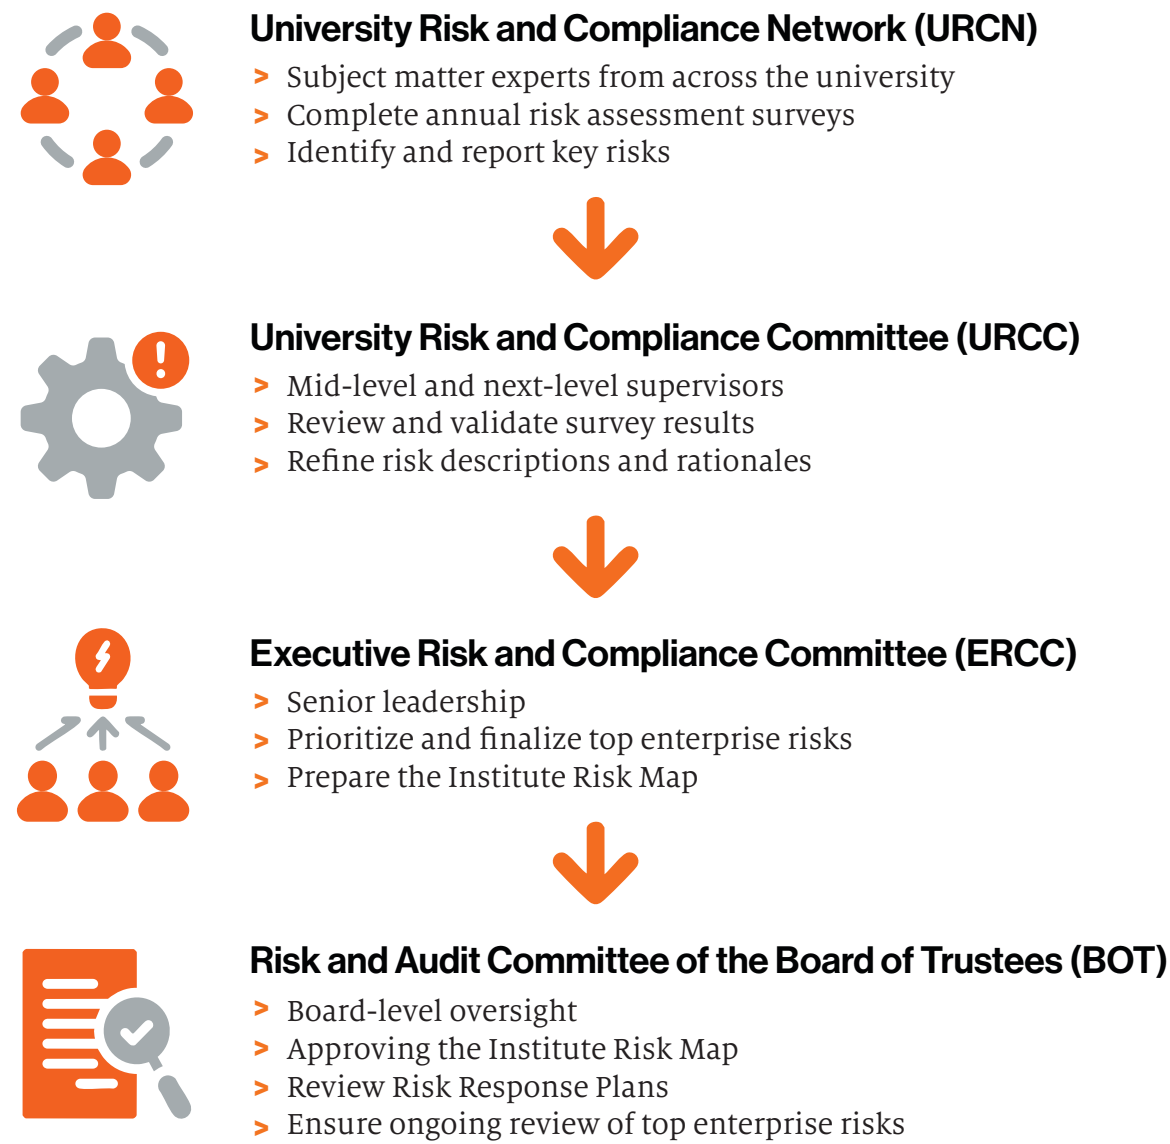 University Risk and Compliance Network (URCN)
> Subject matter experts from across the university
> Complete annual risk assessment surveys
> Identify and report key risks
University Risk and Compliance Committee (URCC)
> Mid-level and next-level supervisors
> Review and validate survey results
> Refine risk descriptions and rationales
Executive Risk and Compliance Committee (ERCC)
> Senior leadership
> Prioritize and finalize top enterprise risks
> Prepare the Institute Risk Map
Risk and Audit Committee of the Board of Trustees (BOT)
> Board-level oversight
> Approving the Institute Risk Map
> Review Risk Response Plans
> Ensure ongoing review of top enterprise risks